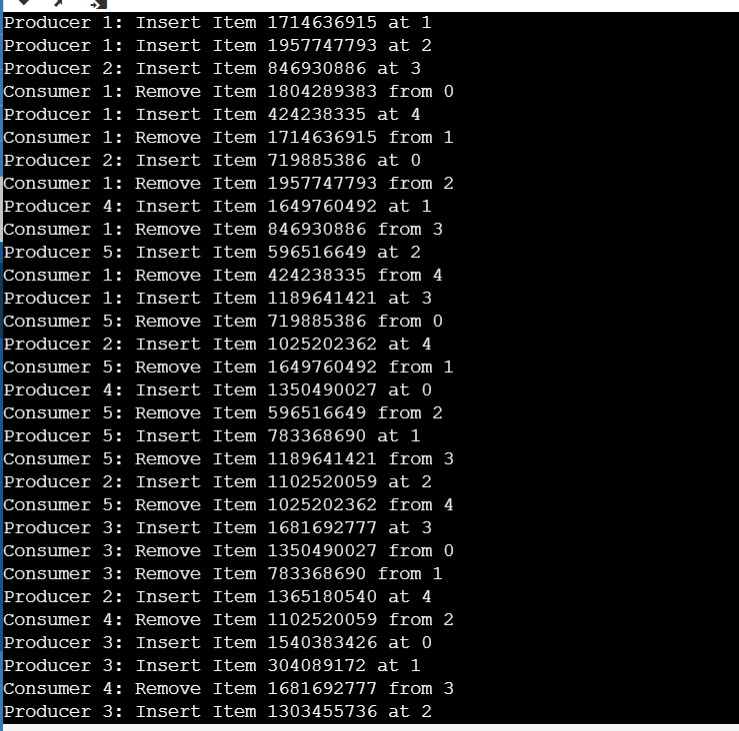 Producer 1: Insert Item 1714636915 at 1
Producer 1: Insert Item 1957747793 at 2
Producer 2: Insert Item 846930886 at 3
Consumer 1: Remove Item 1804289383 from 0
Producer 1: Insert Item 424238335 at 4
Consumer 1: Remove Item 1714636915 from 1
Producer 2: Insert Item 719885386 at 0
Consumer 1: Remove Item 1957747793 from 2
Producer 4: Insert Item 1649760492 at 1
Consumer 1: Remove Item 846930886 from 3
Producer 5: Insert Item 596516649 at 2
Consumer 1: Remove Item 424238335 from 4
Producer 1: Insert Item 1189641421 at 3
Consumer 5: Remove Item 719885386 from 0
Producer 2: Insert Item 1025202362 at 4
Consumer 5: Remove Item 1649760492 from 1
Producer 4: Insert Item 1350490027 at 0
Consumer 5: Remove Item 596516649 from 2
Producer 5: Insert Item 783368690 at 1
Consumer 5: Remove Item 1189641421 from 3
Producer 2: Insert Item 1102520059 at 2
Consumer 5: Remove Item 1025202362 from 4
Producer 3: Insert Item 1681692777 at 3
Consumer 3: Remove Item 1350490027 from 0
Consumer 3: Remove Item 783368690 from 1
Producer 2: Insert Item 1365180540 at 4
Consumer 4: Remove Item 1102520059 from 2
Producer 3: Insert Item 1540383426 at 0
Producer 3: Insert Item 304089172 at 1
Consumer 4: Remove Item 1681692777 from 3
Producer 3: Insert Item 1303455736 at 2